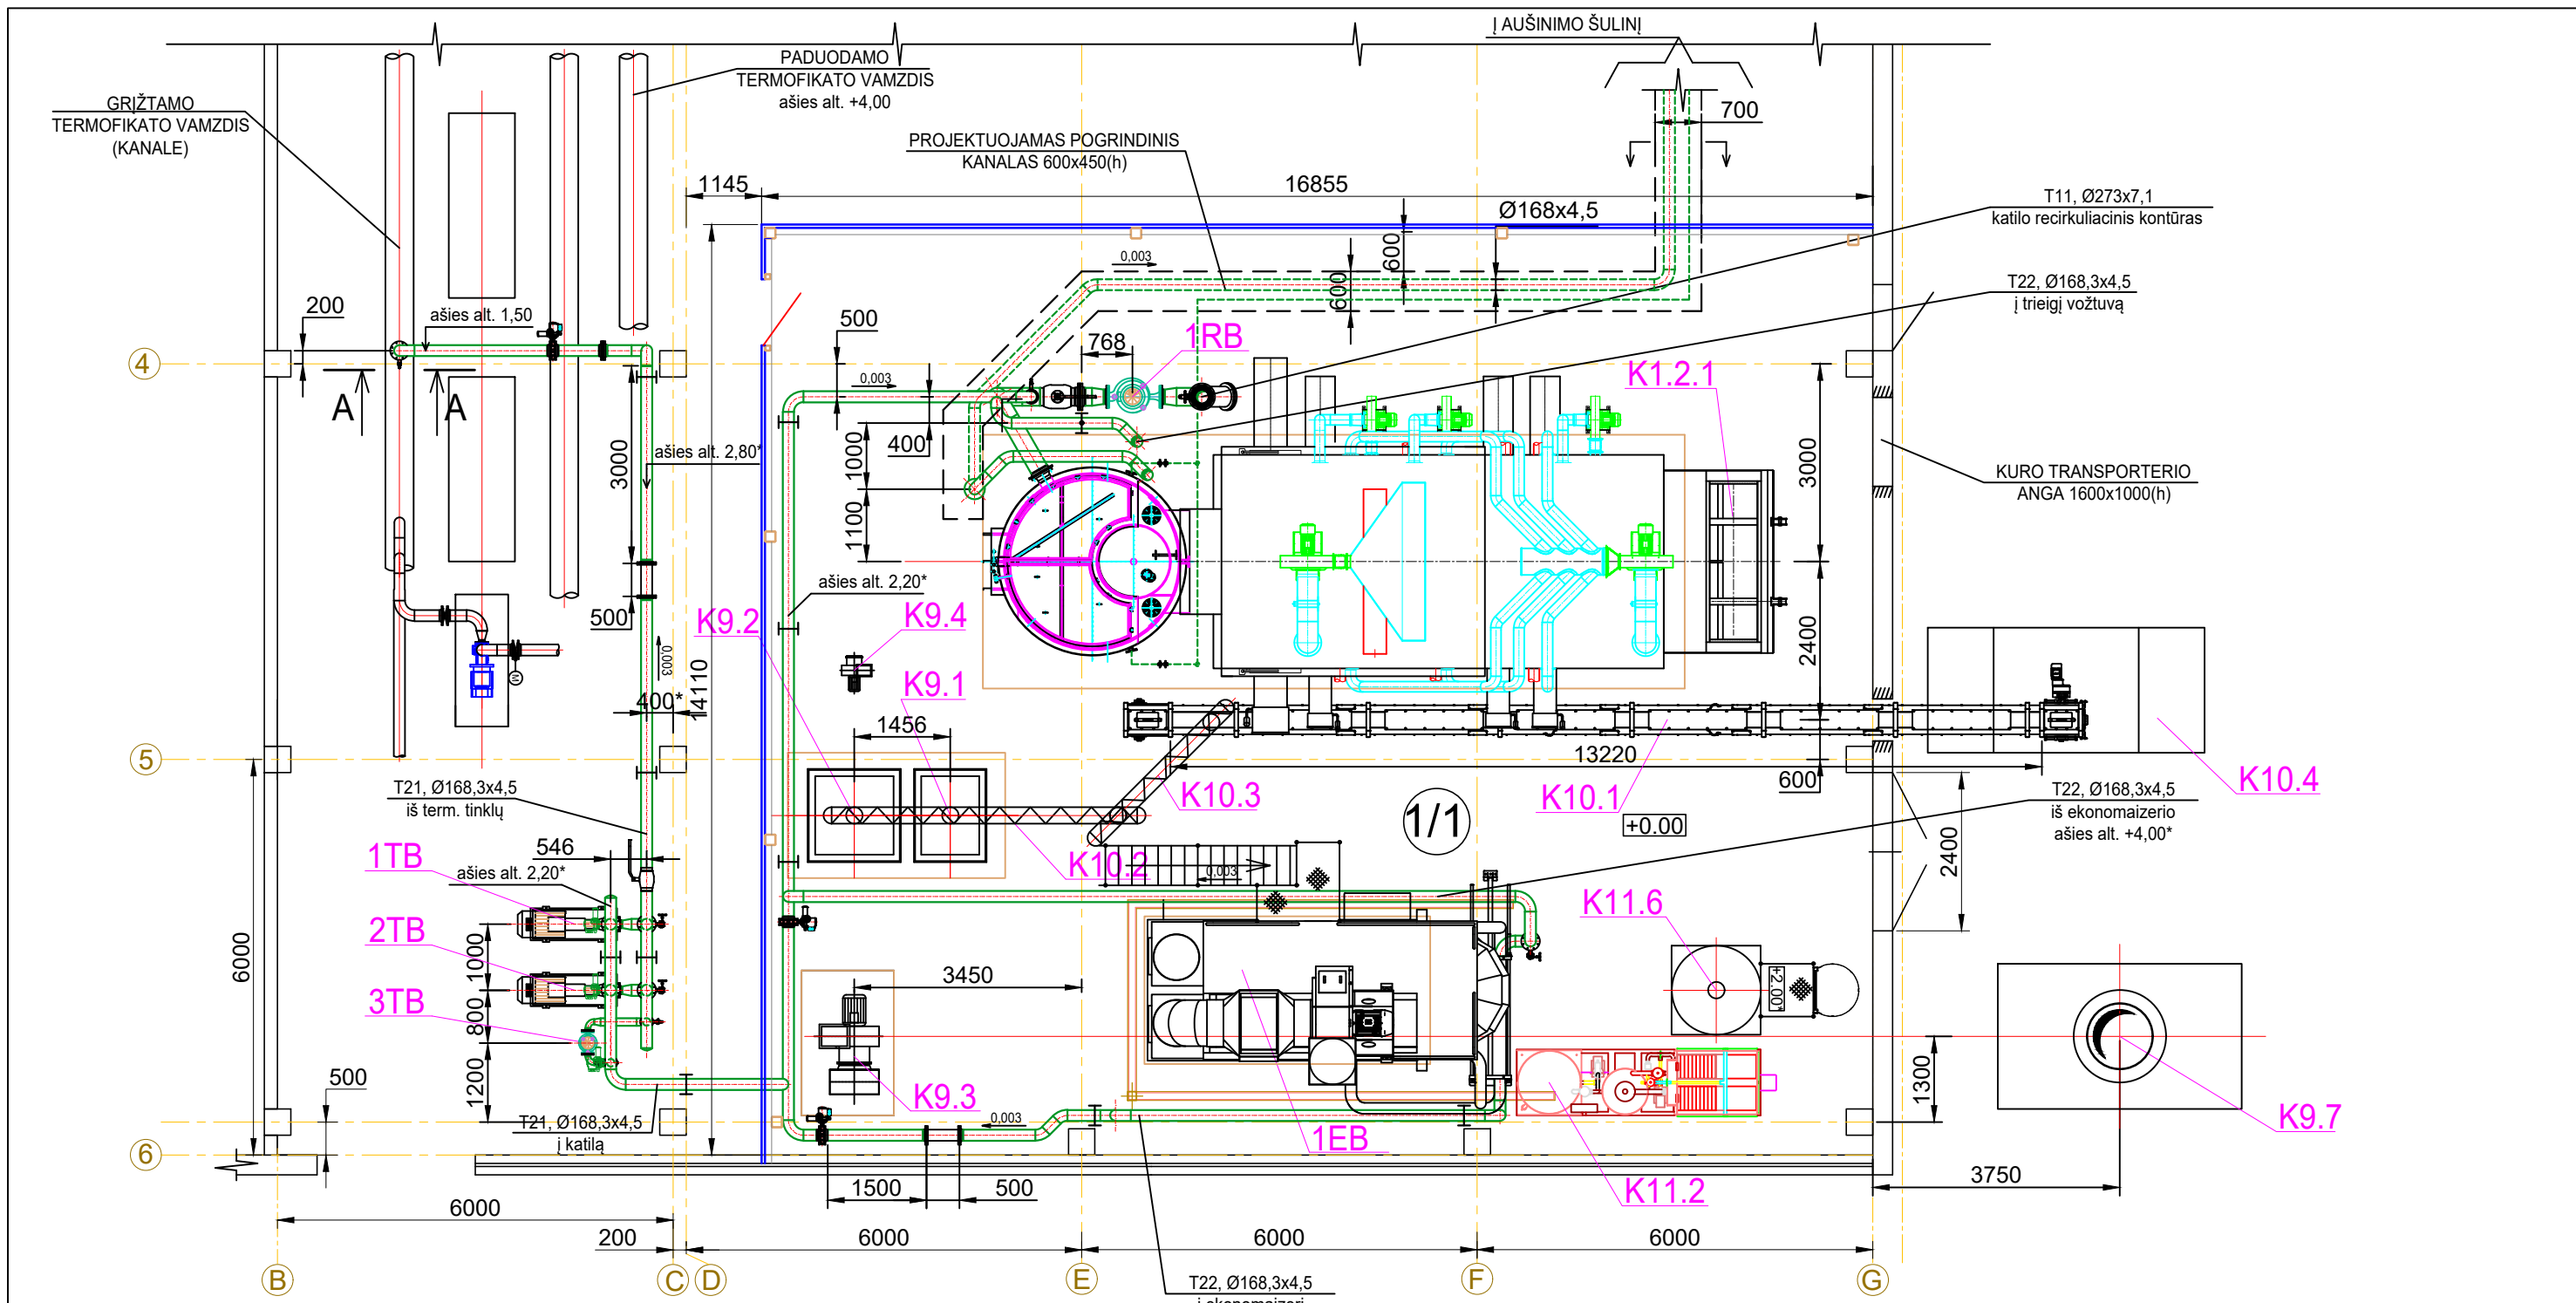 Į AUŠINIMO ŠULINĮ
PADUODAMO
TERMOFIKATO VAMZDIS
ašies alt. +4,00
GRĮŽTAMO
TERMOFIKATO VAMZDIS
(KANALE)
700
PROJEKTUOJAMAS POGRINDINIS
KANALAS 600x450(h)
1145
16855
T11, Ø273x7,1
katilo recirkuliacinis kontūras
Ø168x4,5
600
0,003
6000
T22, Ø168,3x4,5
į trieigį vožtuvą
200
ašies alt. 1,50
500
768
1RB
4
K1.2.1
0,003
A
A
3000
ašies alt. 2,80*
1000
400
3000
KURO TRANSPORTERIO
ANGA 1600x1000(h)
1100
ašies alt. 2,20*
500
K9.2
K9.4
0,003
2400
M
K9.1
400*
14110
1456
5
13220
600
K10.3
K10.1
K10.4
T21, Ø168,3x4,5
iš term. tinklų
1/1
+0.00
T22, Ø168,3x4,5
iš ekonomaizerio
ašies alt. +4,00*
2400
546
1TB
ašies alt. 2,20*
K10.2
0,003
K11.6
2TB
6000
1000
3450
+2.00*
3TB
800
500
1200
1300
K9.3
K9.7
T21, Ø168,3x4,5
į katilą
0,003
1EB
6
K11.2
1500
500
3750
6000
200
6000
6000
6000
B
C
D
E
F
G
T22, Ø168,3x4,5
į ekonomaizerį